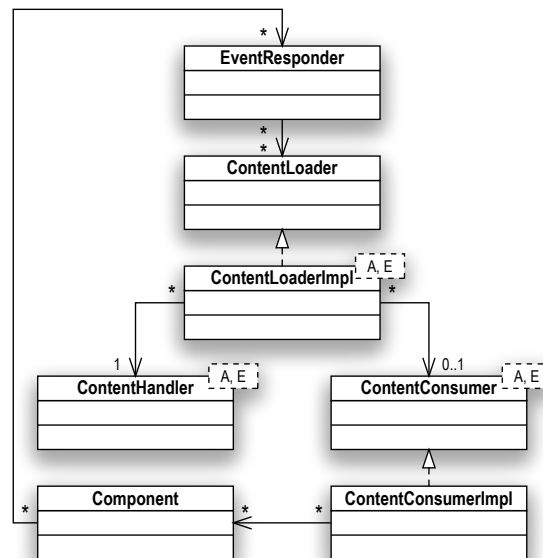 *
EventResponder
*
*
ContentLoader
A, E
ContentLoaderImpl
* *
1 0..1
A, E A, E
ContentHandler ContentConsumer
Component ContentConsumerImpl
* * *